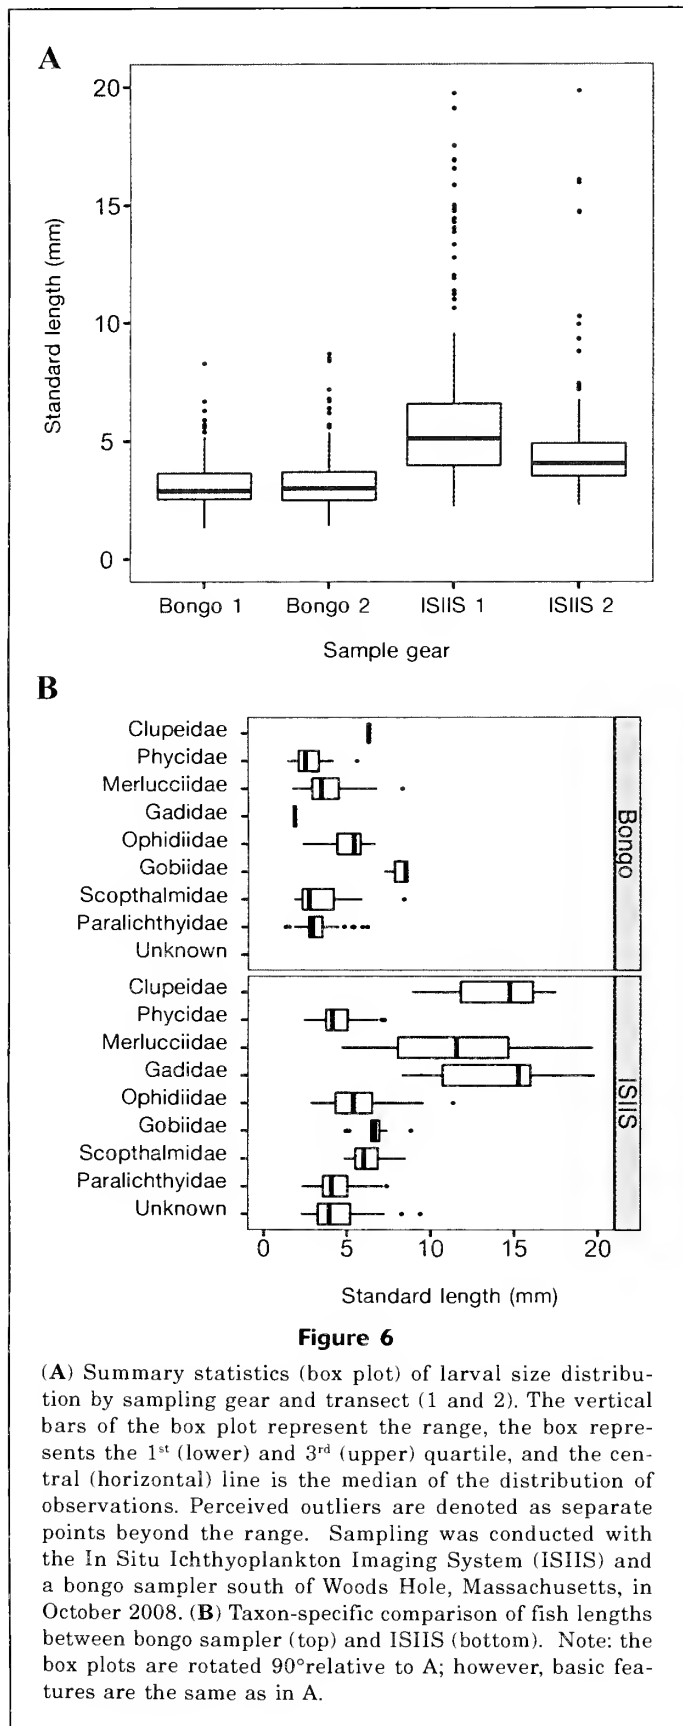 A
Standard length (mm)
20
15
10
5
0
Bongo 1 Bongo 2 ISIIS 1 ISIIS 2
Sample gear
B
Clupeidae
Phycidae
Merlucciidae
Gadidae
Ophidiidae
Gobiidae
Scopthalmidae
Paralichthyidae
Unknown
Bongo
Clupeidae
Phycidae
Merlucciidae
Gadidae
Ophidiidae
Gobiidae
Scopthalmidae
Paralichthyidae
Unknown
ISIIS
0 5 10 15 20
Standard length (mm)
Figure 6
(A) Summary statistics (box plot) of larval size distribu-
tion by sampling gear and transect (1 and 2). The vertical
bars of the box plot represent the range, the box repre-
sents the 1st (lower) and 3rd (upper) quartile, and the cen-
tral (horizontal) line is the median of the distribution of
observations. Perceived outliers are denoted as separate
points beyond the range. Sampling was conducted with
the In Situ Ichthyoplankton Imaging System (ISIIS) and
a bongo sampler south of Woods Hole, Massachusetts, in
October 2008. (B) Taxon-specific comparison of fish lengths
between bongo sampler (top) and ISIIS (bottom). Note: the
box plots are rotated 90°relative to A; however, basic fea-
tures are the same as in A.